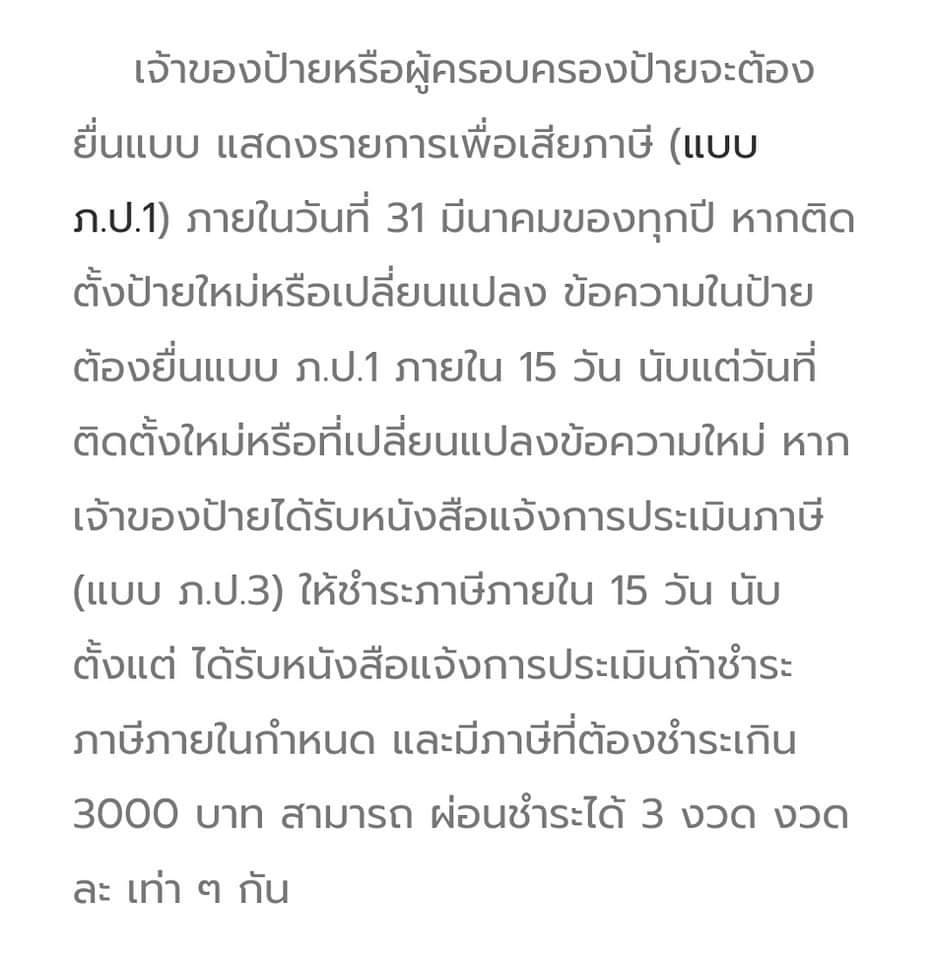 เจ้าของป้ายหรือผู้ครอบครองป้ายจะต้อง
ยื่นแบบ แสดงรายการเพื่อเสียภาษี (แบบ
ภ.ป.1) ภายในวันที่ 31 มีนาคมของทุกปี หากติด
ตั้งป้ายใหม่หรือเปลี่ยนแปลง ข้อความในป้าย
ต้องยื่นแบบ ภ.ป.1 ภายใน 15 วัน นับแต่วันที่
ติดตั้งใหม่หรือที่เปลี่ยนแปลงข้อความใหม่ หาก
เจ้าของป้ายได้รับหนังสือแจ้งการประเมินภาษี
(แบบ ภ.ป.3) ให้ชำระภาษีภายใน 15 วัน นับ
ตั้งแต่ ได้รับหนังสือแจ้งการประเมินถ้าชำระ
ภาษีภายในกำหนด และมีภาษีที่ต้องชำระเกิน
3000 บาท สามารถ ผ่อนชำระได้ 3 งวด งวด
ละ เท่า ๆ กัน